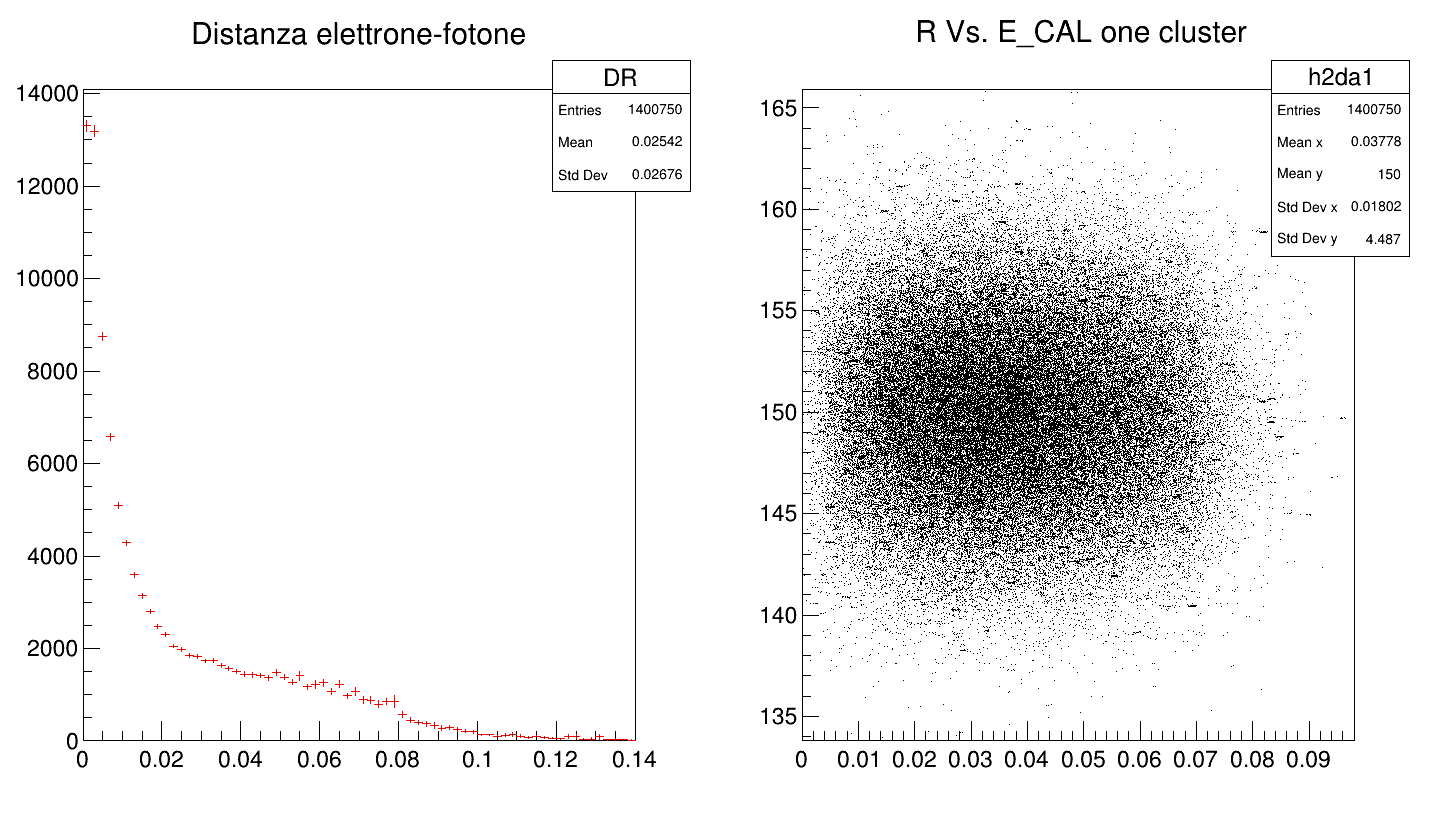 Distanza elettrone-fotone
DR
Entries 1400750
Mean 0.02542
Std Dev 0.02676
14000
12000
10000
8000
6000
4000
2000
0
0 0.02 0.04 0.06 0.08 0.1 0.12 0.14
R Vs. E_CAL one cluster
h2da1
Entries 1400750
Mean x 0.03778
Mean y 150
Std Dev x 0.01802
Std Dev y 4.487
165
160
155
150
145
140
135
0 0.01 0.02 0.03 0.04 0.05 0.06 0.07 0.08 0.09